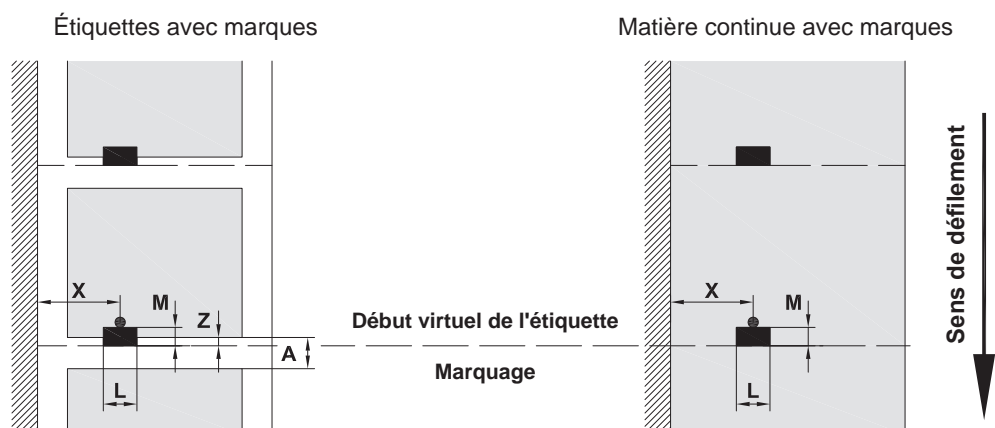 Étiquettes avec marques
Matière continue avec marques
X
M
Z
A
L
Début virtuel de l'étiquette
Marquage
X
M
L
Sens de défilement